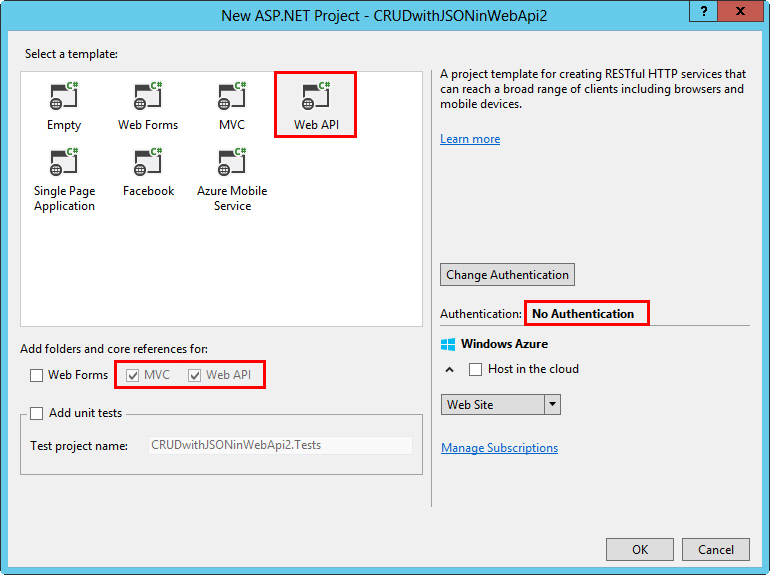 New ASP.NET Project - CRUDwithJSONinWebApi2
? x
Select a template:
C# C# C# C#
Empty Web Forms MVC Web API
C# C# C#
Single Page Application
Facebook
Azure Mobile Service
A project template for creating RESTful HTTP services that
can reach a broad range of clients including browsers and
mobile devices.
Learn more
Change Authentication
Authentication: No Authentication
Windows Azure
Host in the cloud
Web Site
Manage Subscriptions
Add folders and core references for:
Web Forms MVC Web API
Add unit tests
Test project name: CRUDwithJSONinWebApi2.Tests
OK Cancel